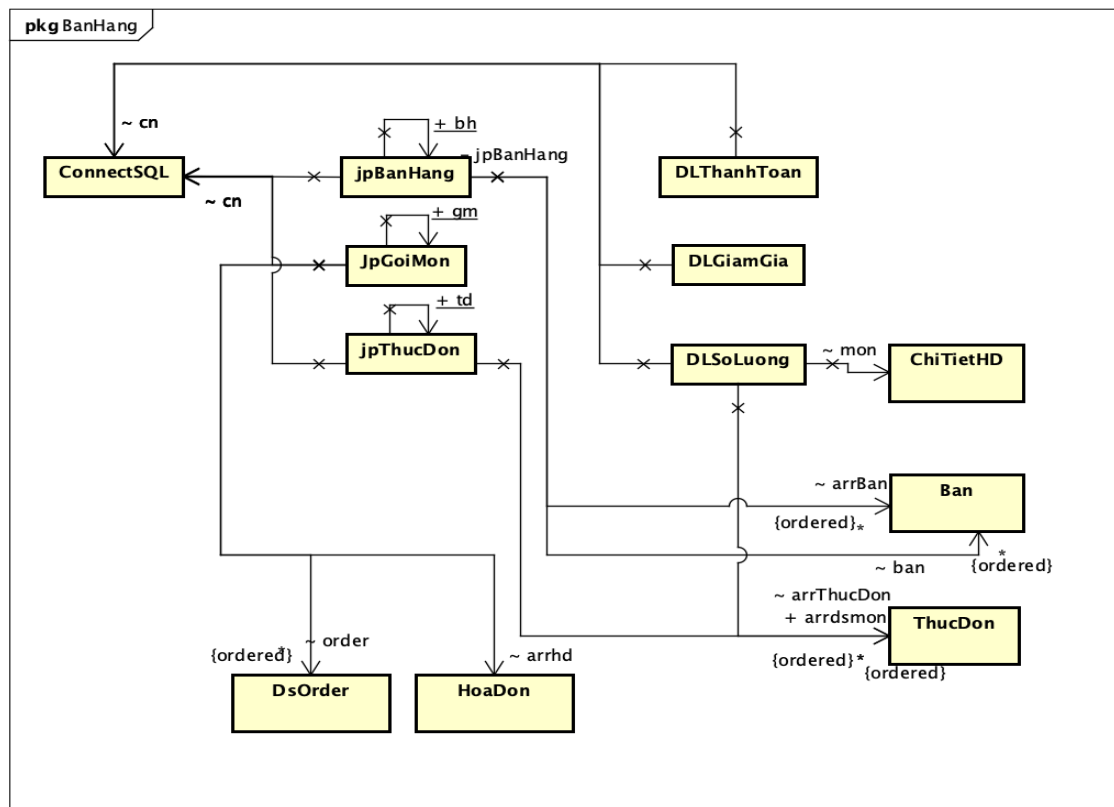 pkg BanHang
~ cn
+ bh
~ jpBanHang
ConnectSQL
jpBanHang
DLThanhToan
~ cn
+ gm
JpGoiMon
DLGiamGia
+ td
jpThucDon
DLSoLuong
~ mon
ChiTietHD
~ arrBan
Ban
{ordered} *
*
~ ban
{ordered}
~ arrThucDon
+ arrdsmon
ThucDon
{ordered} *
{ordered}
~ order
{ordered} *
~ arrhd
DsOrder
HoaDon